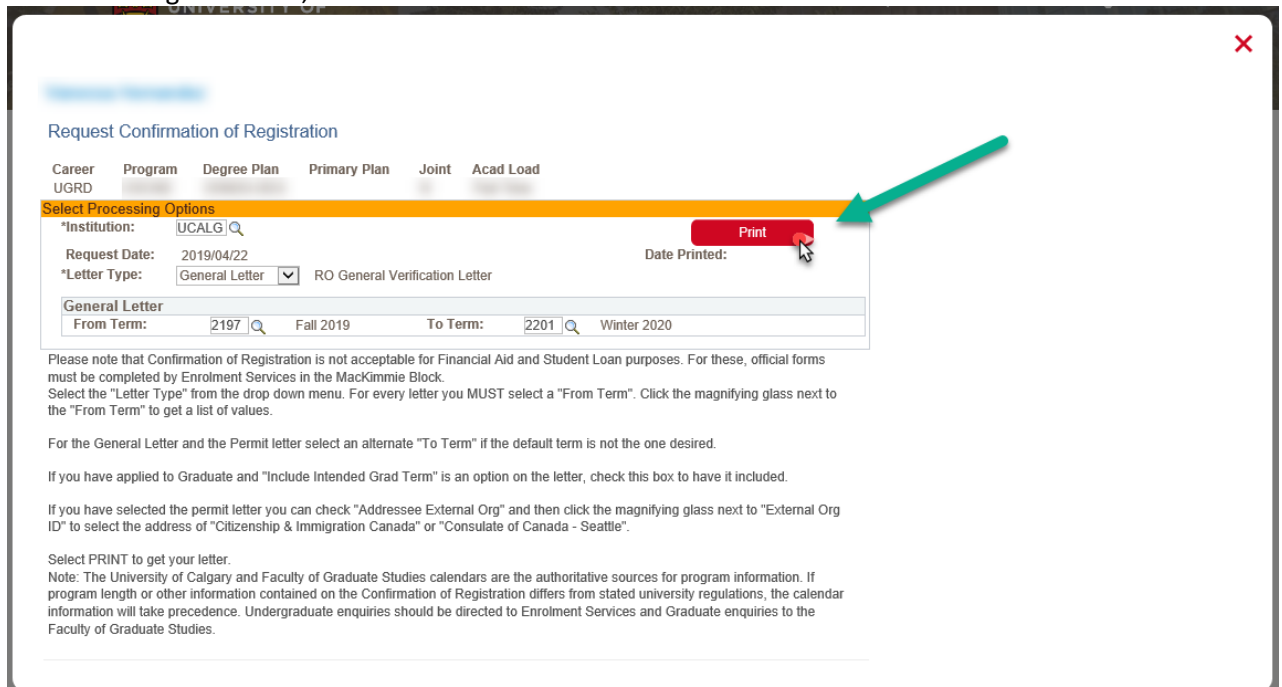 UNIVERSITY OF
Request Confirmation of Registration
Career Program Degree Plan Primary Plan Joint Acad Load
UGRD
Select Processing Options
*Institution: UCALG Print
Request Date: 2019/04/22 Date Printed:
*Letter Type: General Letter RO General Verification Letter
General Letter
From Term: 2197 Fall 2019 To Term: 2201 Winter 2020
Please note that Confirmation of Registration is not acceptable for Financial Aid and Student Loan purposes. For these, official forms
must be completed by Enrolment Services in the MacKimmie Block.
Select the "Letter Type" from the drop down menu. For every letter you MUST select a "From Term". Click the magnifying glass next to
the "From Term" to get a list of values.
For the General Letter and the Permit letter select an alternate "To Term" if the default term is not the one desired.
If you have applied to Graduate and "Include Intended Grad Term" is an option on the letter, check this box to have it included.
If you have selected the permit letter you can check "Addressee External Org" and then click the magnifying glass next to "External Org
ID" to select the address of "Citizenship & Immigration Canada" or "Consulate of Canada - Seattle".
Select PRINT to get your letter.
Note: The University of Calgary and Faculty of Graduate Studies calendars are the authoritative sources for program information. If
program length or other information contained on the Confirmation of Registration differs from stated university regulations, the calendar
information will take precedence. Undergraduate enquiries should be directed to Enrolment Services and Graduate enquiries to the
Faculty of Graduate Studies.